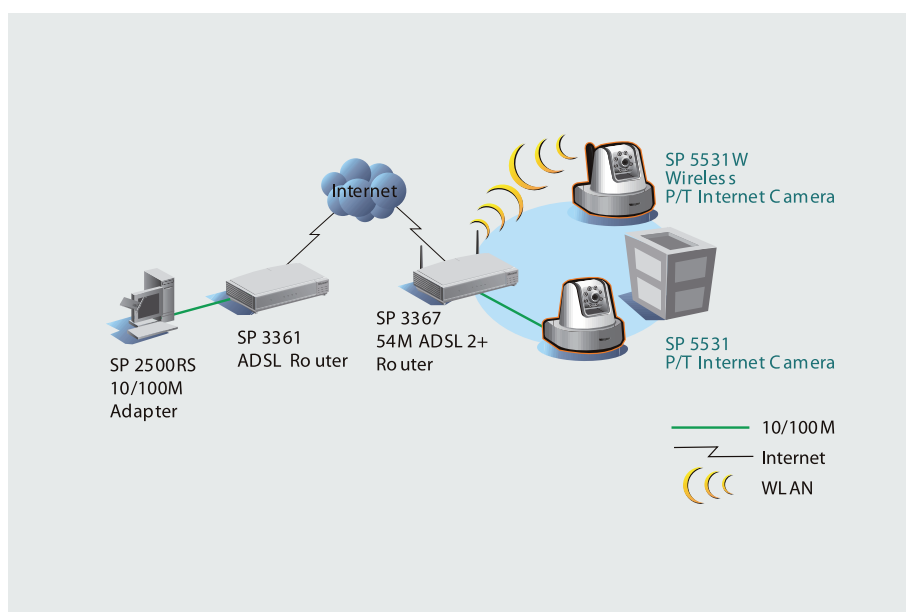 SP 5531W
Wireless
P/T Internet Camera
Internet
SP 3367
54M ADSL 2+
Router
SP 3361
ADSL Router
SP 2500RS
10/100M
Adapter
SP 5531
P/T Internet Camera
10/100M
Internet
WLAN